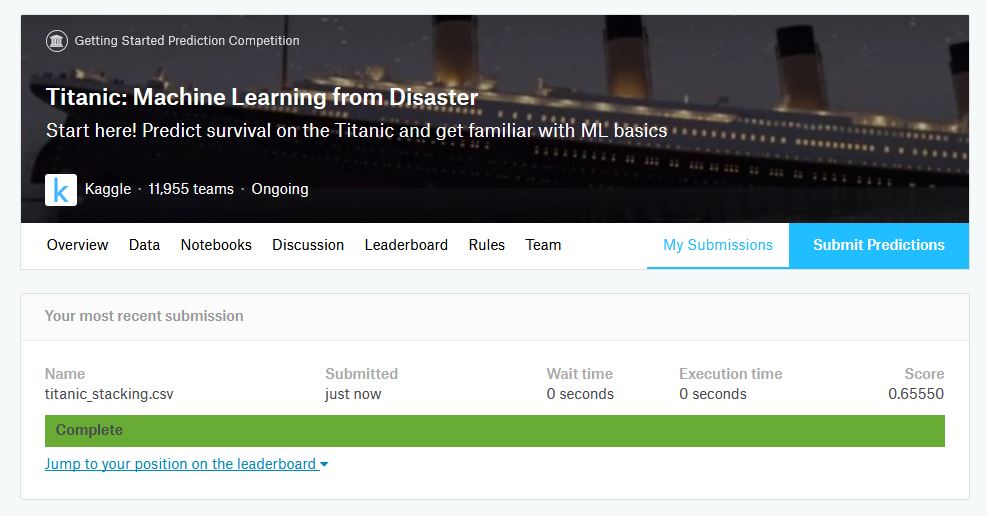 Getting Started Prediction Competition
Titanic: Machine Learning from Disaster
Start here! Predict survival on the Titanic and get familiar with ML basics
k Kaggle · 11,955 teams · Ongoing
Overview Data Notebooks Discussion Leaderboard Rules Team My Submissions Submit Predictions
Your most recent submission
Name Submitted Wait time Execution time Score
titanic_stacking.csv just now 0 seconds 0 seconds 0.65550
Complete
Jump to your position on the leaderboard